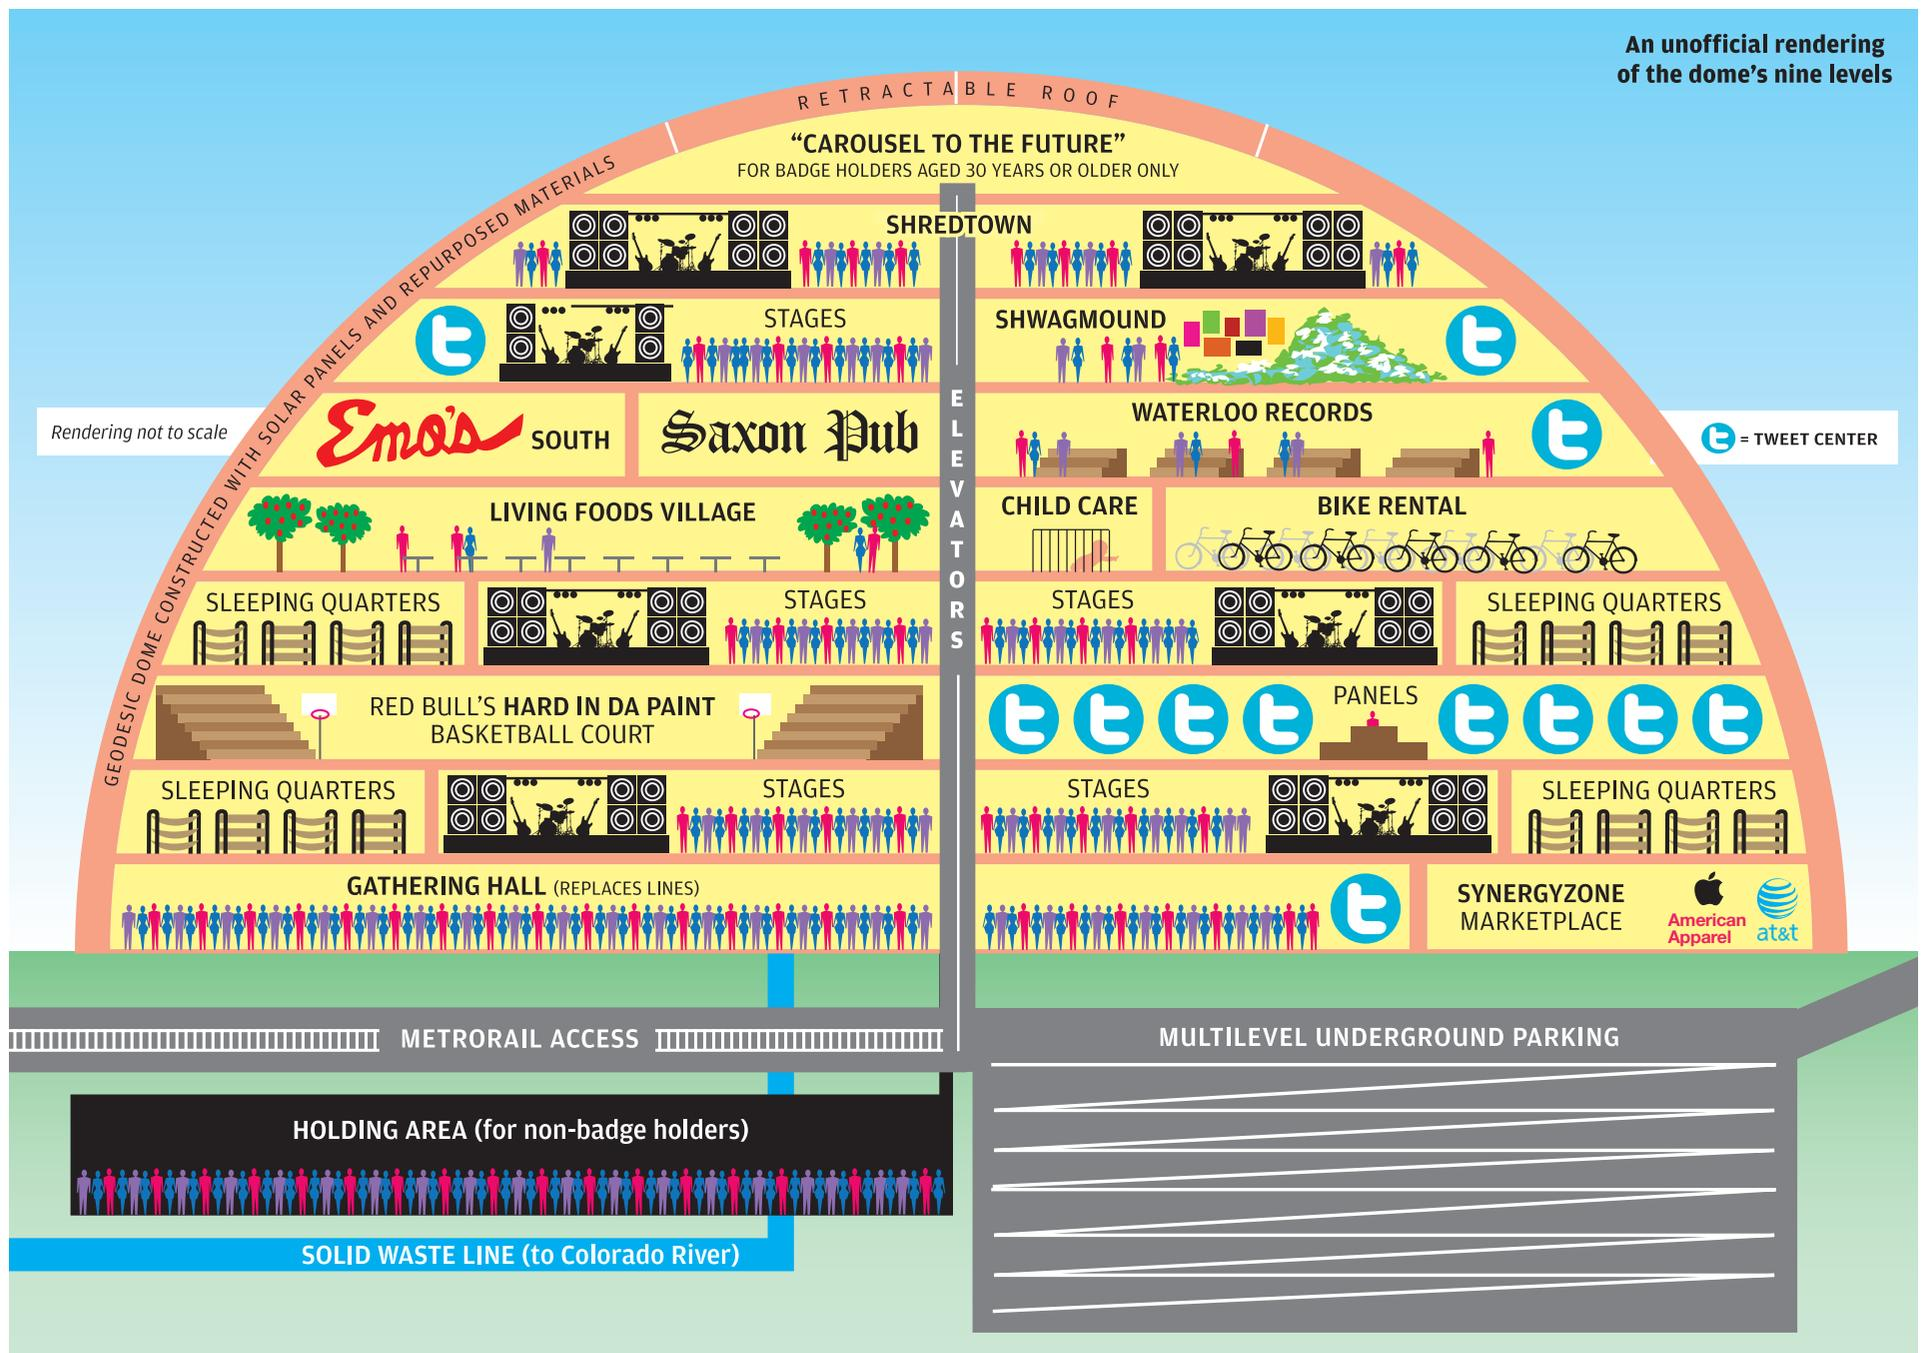 An unofficial rendering
of the dome’s nine levels
RETRACTABLE ROOF
GEODESIC DOME CONSTRUCTED WITH SOLAR PANELS AND REPURPOSED MATERIALS
“CAROUSEL TO THE FUTURE”
FOR BADGE HOLDERS AGED 30 YEARS OR OLDER ONLY
SHREDTOWN
STAGES
SHWAGMOUND
Rendering not to scale
Emo's SOUTH
Saxon Pub
WATERLOO RECORDS
= TWEET CENTER
ELEVATORS
LIVING FOODS VILLAGE
CHILD CARE
BIKE RENTAL
SLEEPING QUARTERS
STAGES
STAGES
SLEEPING QUARTERS
RED BULL’S HARD IN DA PAINT
BASKETBALL COURT
PANELS
SLEEPING QUARTERS
STAGES
STAGES
SLEEPING QUARTERS
GATHERING HALL (REPLACES LINES)
SYNERGYZONE
MARKETPLACE
American
Apparel
at&t
METRORAIL ACCESS
MULTILEVEL UNDERGROUND PARKING
HOLDING AREA (for non-badge holders)
SOLID WASTE LINE (to Colorado River)